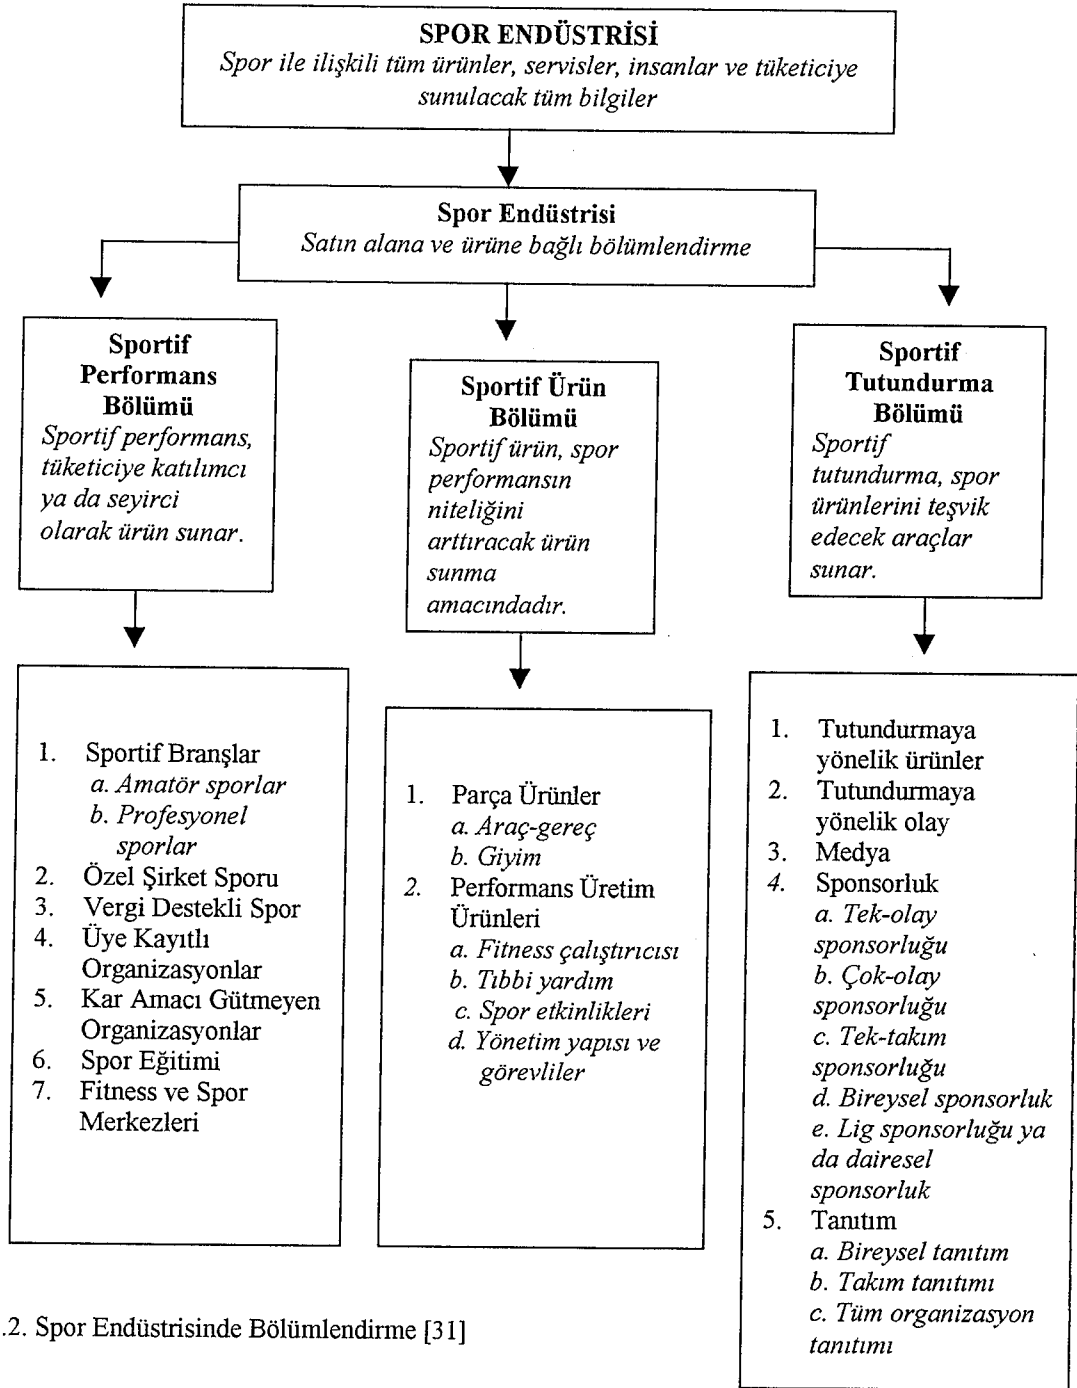 SPOR ENDÜSTRİSİ
Spor ile ilişkili tüm ürünler, servisler, insanlar ve tüketiciye
sunulacak tüm bilgiler
Spor Endüstrisi
Satın alana ve ürüne bağlı bölümlendirme
Sportif
Performans
Bölümü
Sportif performans,
tüketiciye katılımcı
ya da seyirci
olarak ürün sunar.
Sportif Ürün
Bölümü
Sportif ürün, spor
performansın
niteliğini
arttıracak ürün
sunma
amacındadır.
Sportif
Tutundurma
Bölümü
Sportif
tutundurma, spor
ürünlerini teşvik
edecek araçlar
sunar.
1. Sportif Branşlar
a. Amatör sporlar
b. Profesyonel
sporlar
2. Özel Şirket Sporu
3. Vergi Destekli Spor
4. Üye Kayıtlı
Organizasyonlar
5. Kar Amacı Gütmeyen
Organizasyonlar
6. Spor Eğitimi
7. Fitness ve Spor
Merkezleri
1. Parça Ürünler
a. Araç-gereç
b. Giyim
2. Performans Üretim
Ürünleri
a. Fitness çalıştırıcısı
b. Tıbbi yardım
c. Spor etkinlikleri
d. Yönetim yapısı ve
görevliler
1. Tutundurmaya
yönelik ürünler
2. Tutundurmaya
yönelik olay
3. Medya
4. Sponsorluk
a. Tek-olay
sponsorluğu
b. Çok-olay
sponsorluğu
c. Tek-takım
sponsorluğu
d. Bireysel sponsorluk
e. Lig sponsorluğu ya
da dairesel
sponsorluk
5. Tanıtım
a. Bireysel tanıtım
b. Takım tanıtımı
c. Tüm organizasyon
tanıtımı
.2. Spor Endüstrisinde Bölümlendirme [31]